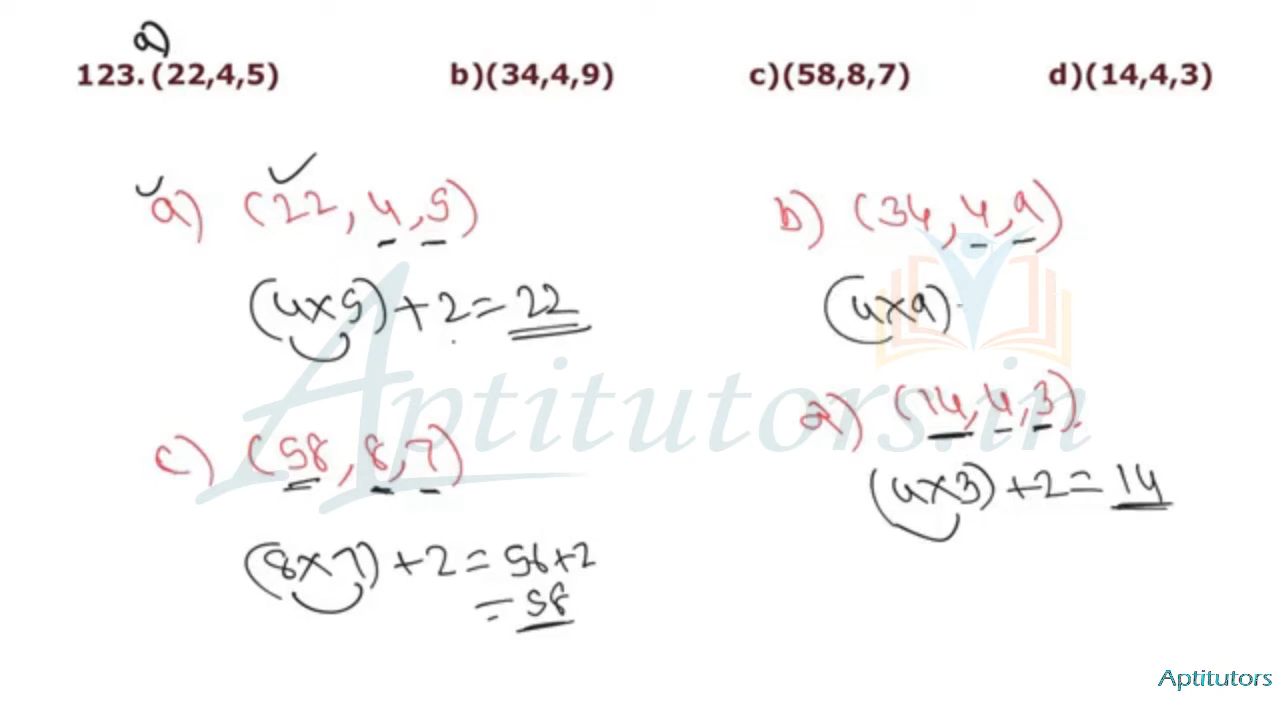 a)
123. (22,4,5) b)(34,4,9) c)(58,8,7) d)(14,4,3)
a) (22, 4, 5)
(4×5) + 2 = 22
b) (34, 4, 9)
(4×9) -
c) (58, 8, 7)
(8×7) + 2 = 56+2
= 58
d) (14, 4, 3).
(4×3) + 2 = 14
Aptitutors.in
Aptitutors